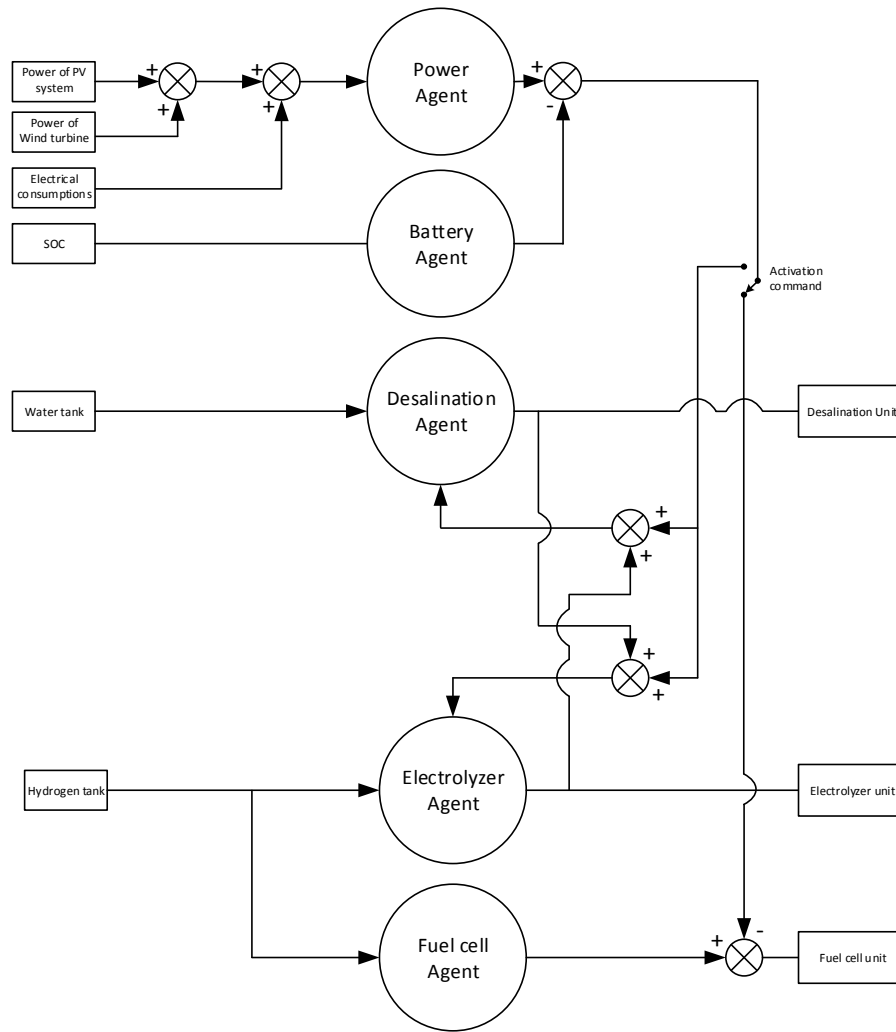 Power of PV
system
+
+
+
+
Power
Agent
+
-
Power of
Wind turbine
Electrical
consumptions
SOC
Battery
Agent
Activation
command
Water tank
Desalination
Agent
Desalination Unit
+
+
+
+
Hydrogen tank
Electrolyzer
Agent
Electrolyzer unit
Fuel cell
Agent
+
-
Fuel cell unit